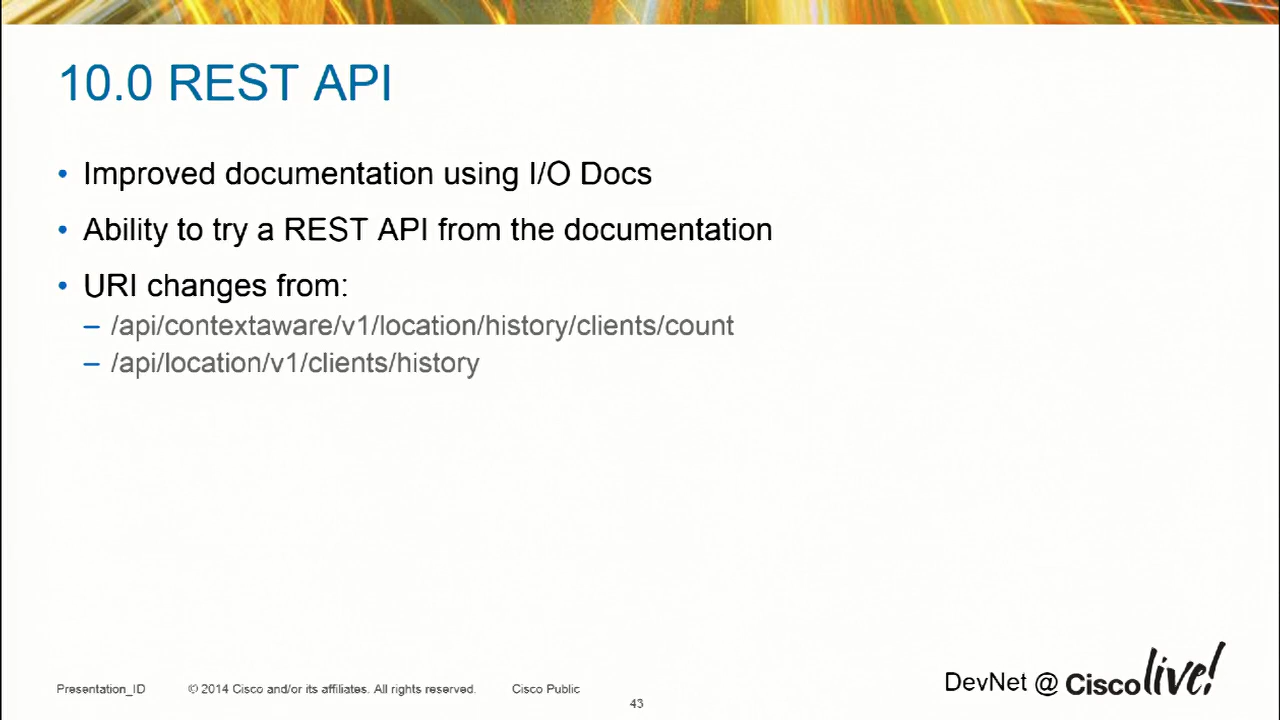 10.0 REST API
• Improved documentation using I/O Docs
• Ability to try a REST API from the documentation
• URI changes from:
– /api/contextaware/v1/location/history/clients/count
– /api/location/v1/clients/history
Presentation_ID © 2014 Cisco and/or its affiliates. All rights reserved. Cisco Public
43
DevNet @ Cisco live!